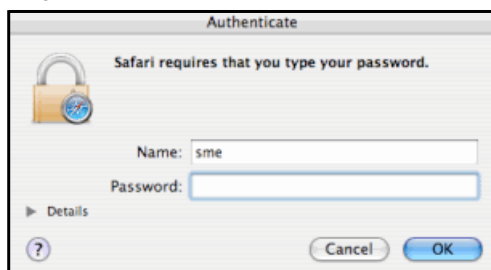 Authenticate
Safari requires that you type your password.
Name: sme
Password:
Details
?
Cancel OK